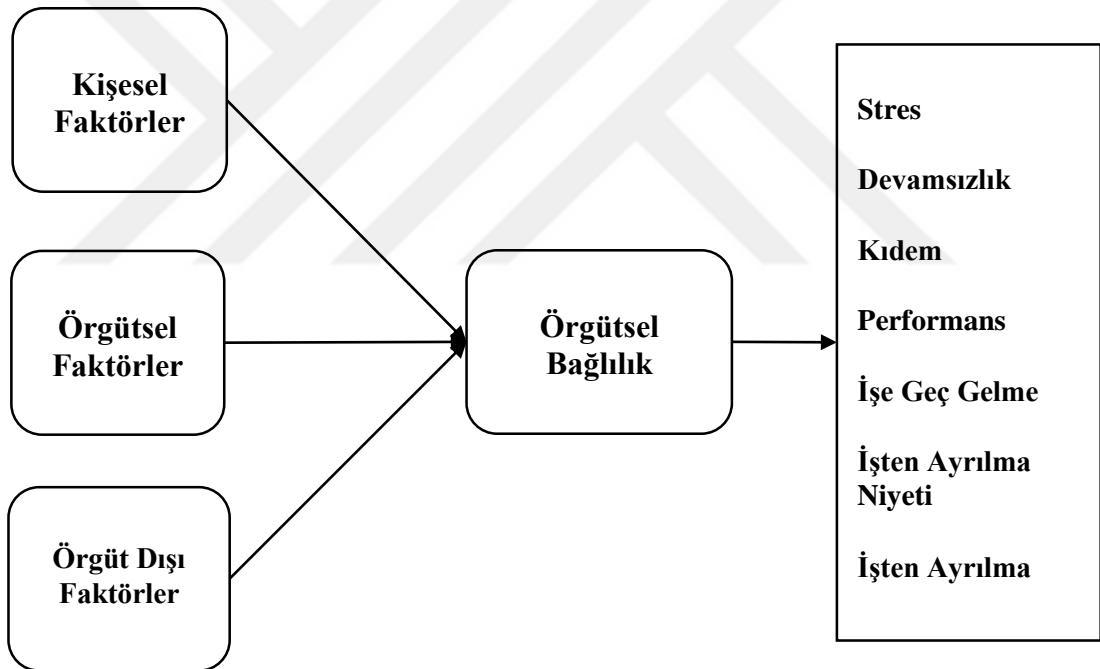 Kişesel
Faktörler
Örgütsel
Faktörler
Örgüt Dışı
Faktörler
Örgütsel
Bağlılık
Stres
Devamsızlık
Kıdem
Performans
İşe Geç Gelme
İşten Ayrılma
Niyeti
İşten Ayrılma